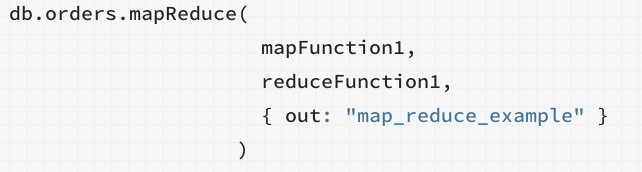 db.orders.mapReduce(
mapFunction1,
reduceFunction1,
{ out: "map_reduce_example" }
)